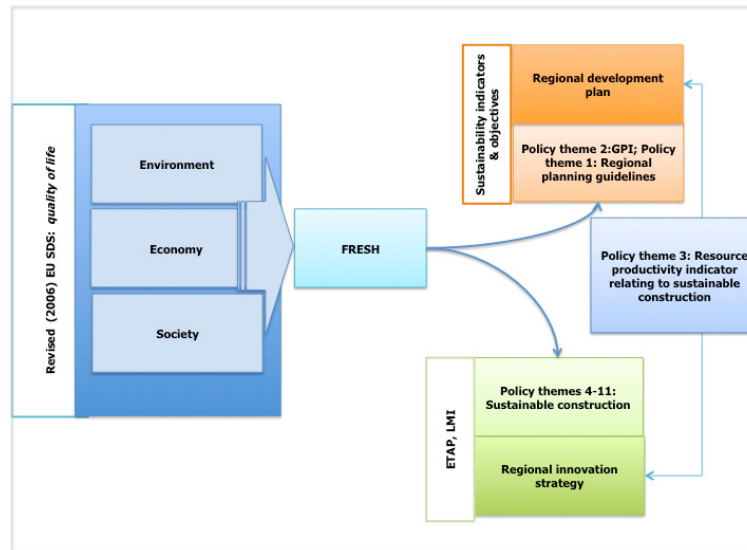 Revised (2006) EU SDS: quality of life
Environment
Economy
Society
FRESH
Sustainability indicators
& objectives
Regional development
plan
Policy theme 2:GPI; Policy
theme 1: Regional
planning guidelines
Policy theme 3: Resource
productivity indicator
relating to sustainable
construction
ETAP, LMI
Policy themes 4-11:
Sustainable construction
Regional innovation
strategy